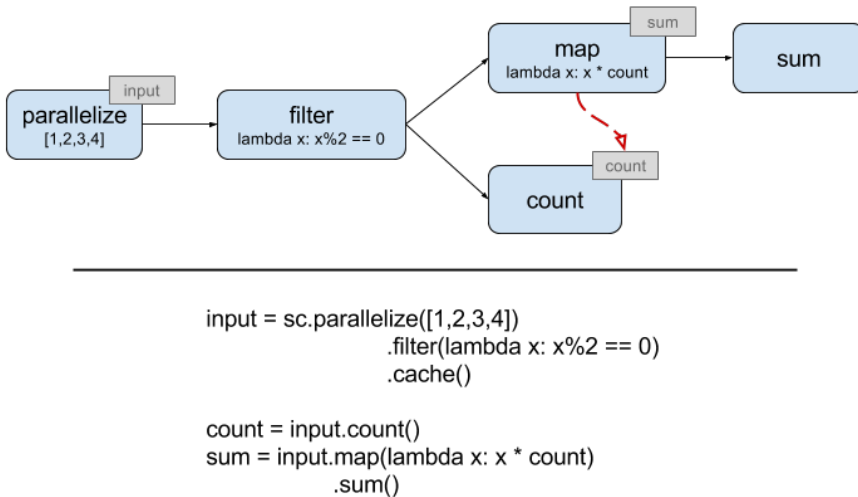 sum
map
lambda x: x * count
sum
input
parallelize
[1,2,3,4]
filter
lambda x: x%2 == 0
count
count
input = sc.parallelize([1,2,3,4])
.filter(lambda x: x%2 == 0)
.cache()
count = input.count()
sum = input.map(lambda x: x * count)
.sum()